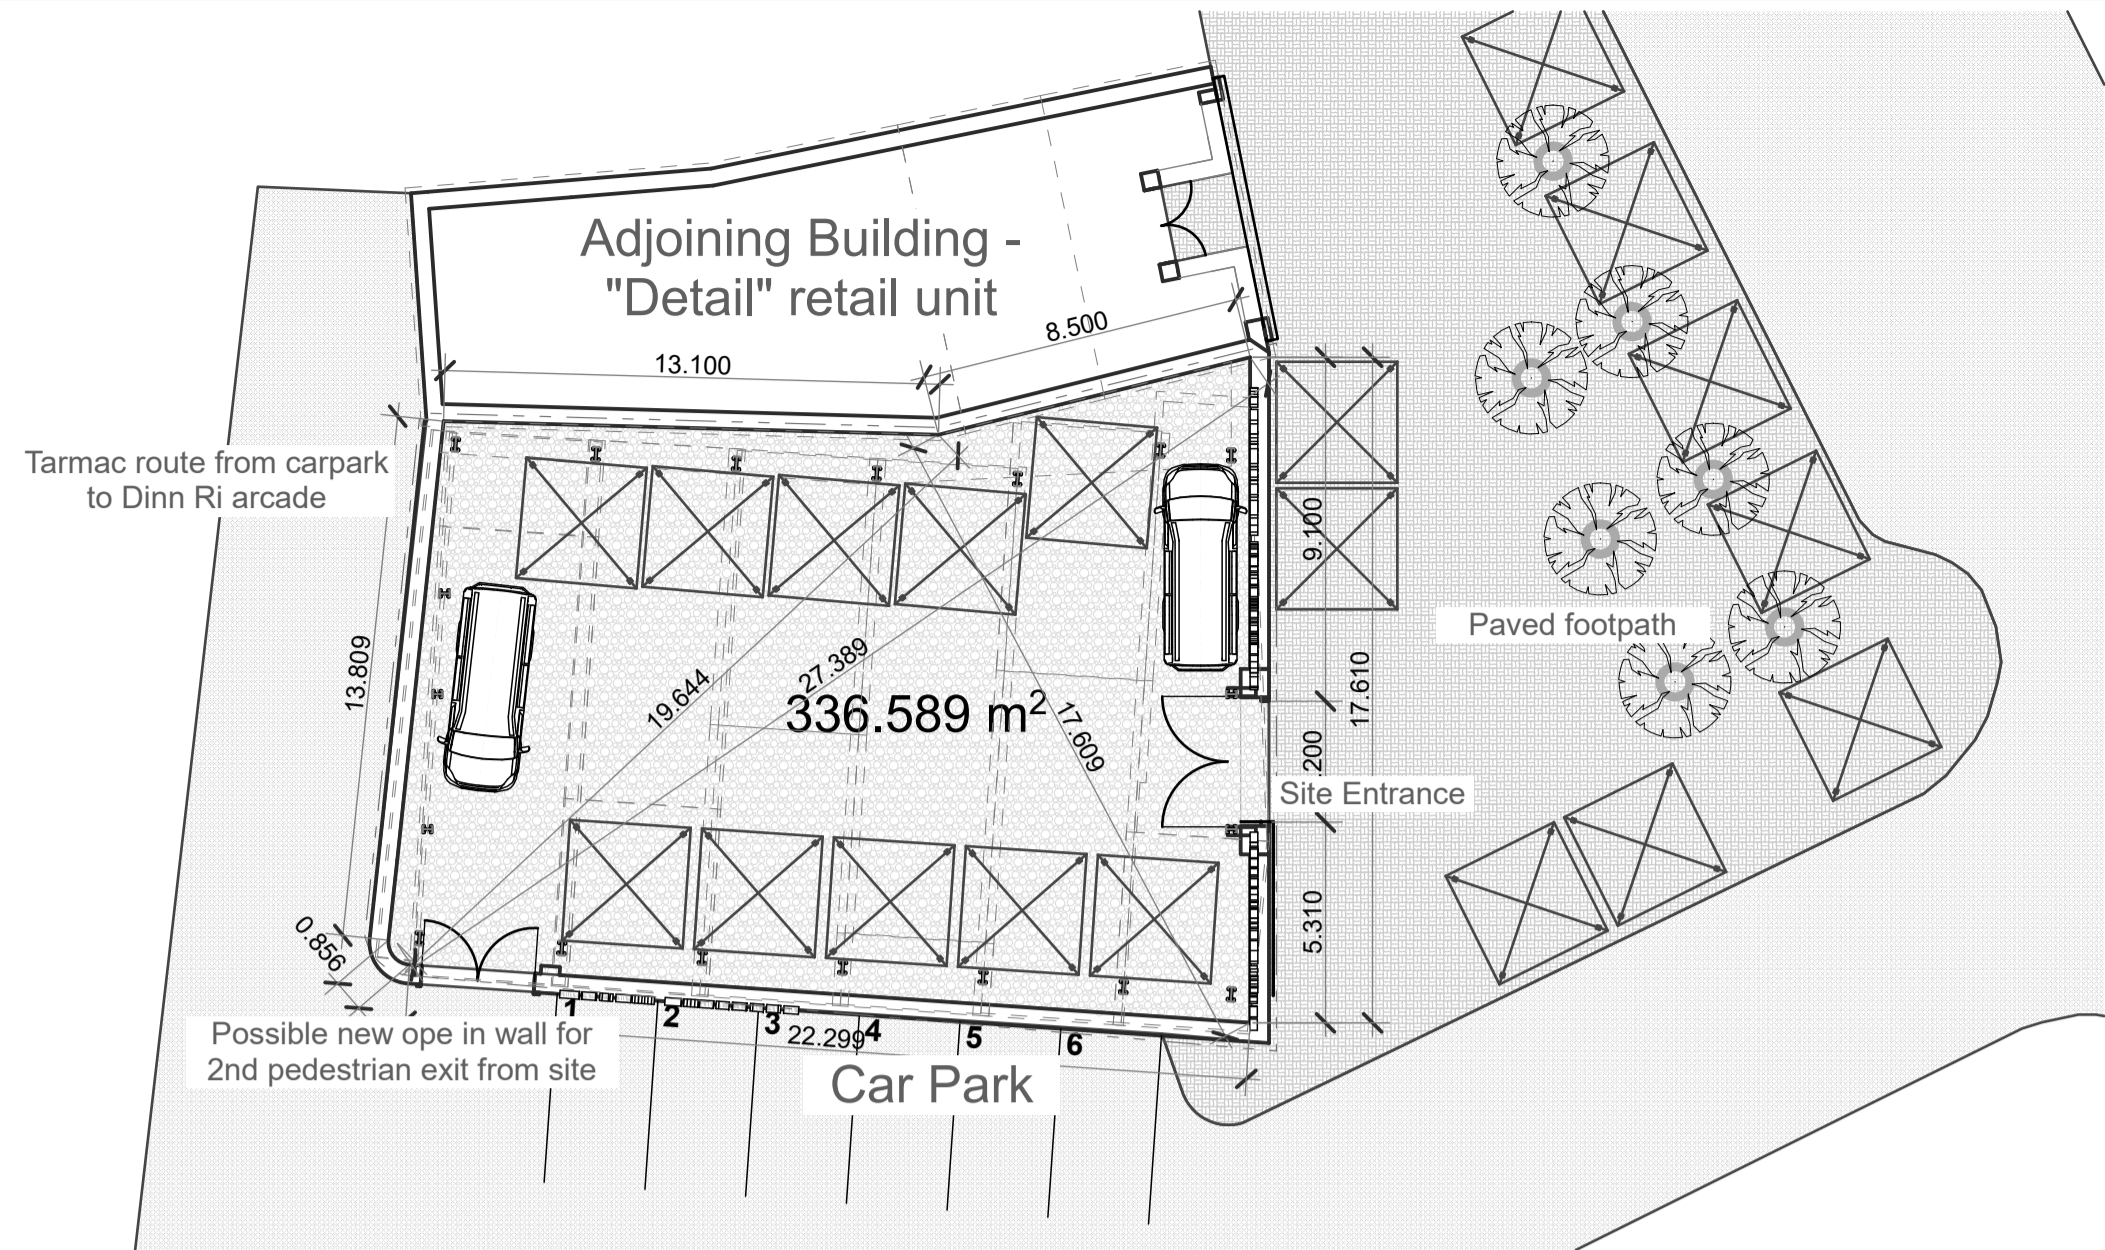 Adjoining Building -
"Detail" retail unit
8.500
13.100
Tarmac route from carpark
to Dinn Ri arcade
9.100
Paved footpath
13.809
19.644
27.389
336.589 m²
17.609
17.610
.200
Site Entrance
5.310
0.856
1
2
3
22.299
4
5
6
Possible new ope in wall for
2nd pedestrian exit from site
Car Park